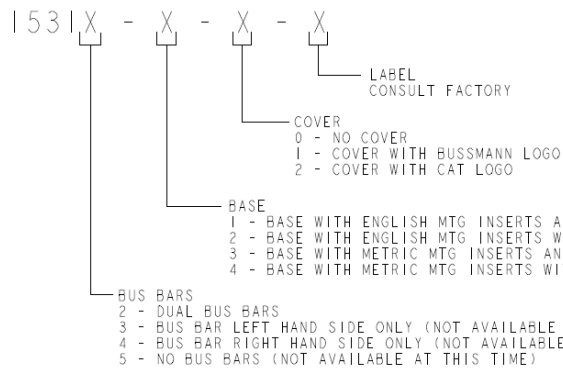 1531X - X - X - X
LABEL
CONSULT FACTORY
COVER
0 - NO COVER
1 - COVER WITH BUSSMANN LOGO
2 - COVER WITH CAT LOGO
BASE
1 - BASE WITH ENGLISH MTG INSERTS A
2 - BASE WITH ENGLISH MTG INSERTS W
3 - BASE WITH METRIC MTG INSERTS AN
4 - BASE WITH METRIC MTG INSERTS WI
BUS BARS
2 - DUAL BUS BARS
3 - BUS BAR LEFT HAND SIDE ONLY (NOT AVAILABLE
4 - BUS BAR RIGHT HAND SIDE ONLY (NOT AVAILABLE
5 - NO BUS BARS (NOT AVAILABLE AT THIS TIME)